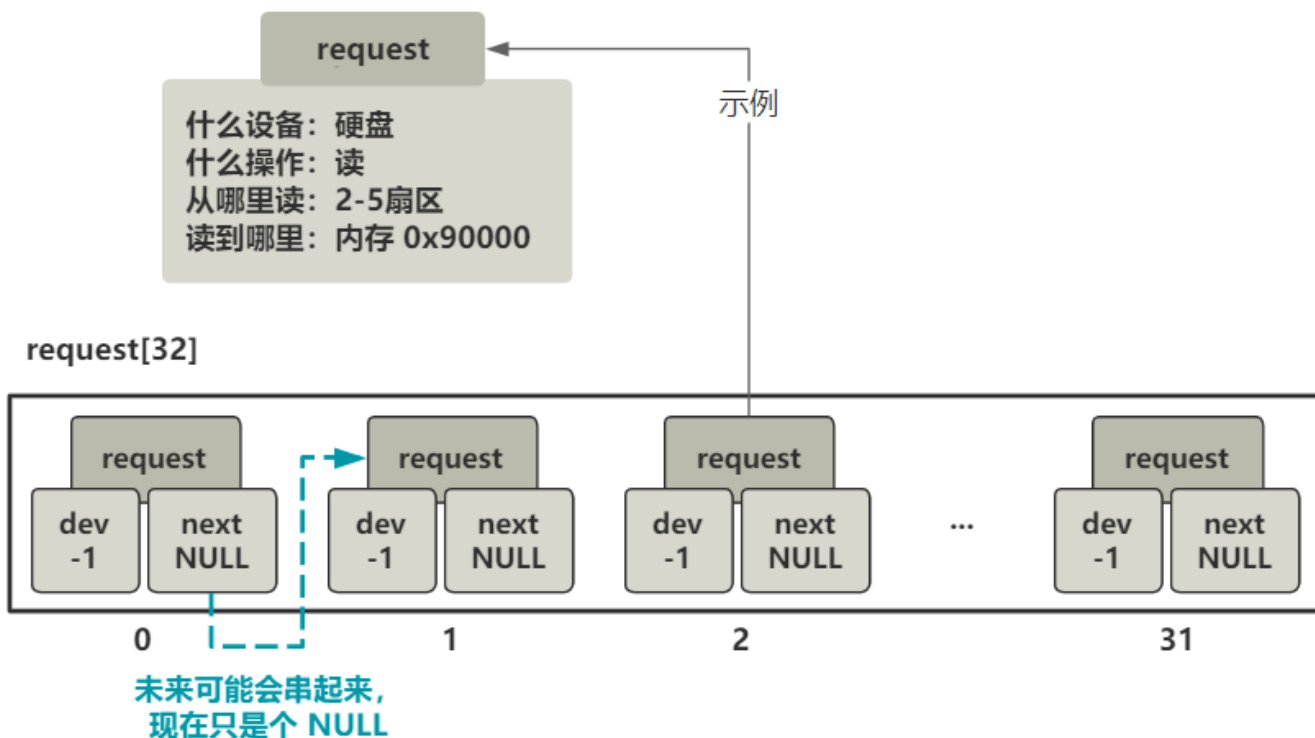 request
示例
什么设备：硬盘
什么操作：读
从哪里读：2-5扇区
读到哪里：内存 0x90000
request[32]
request request request request
dev next dev next dev next ... dev next
-1 NULL -1 NULL -1 NULL -1 NULL
0 1 2 31
未来可能会串起来，
现在只是个 NULL